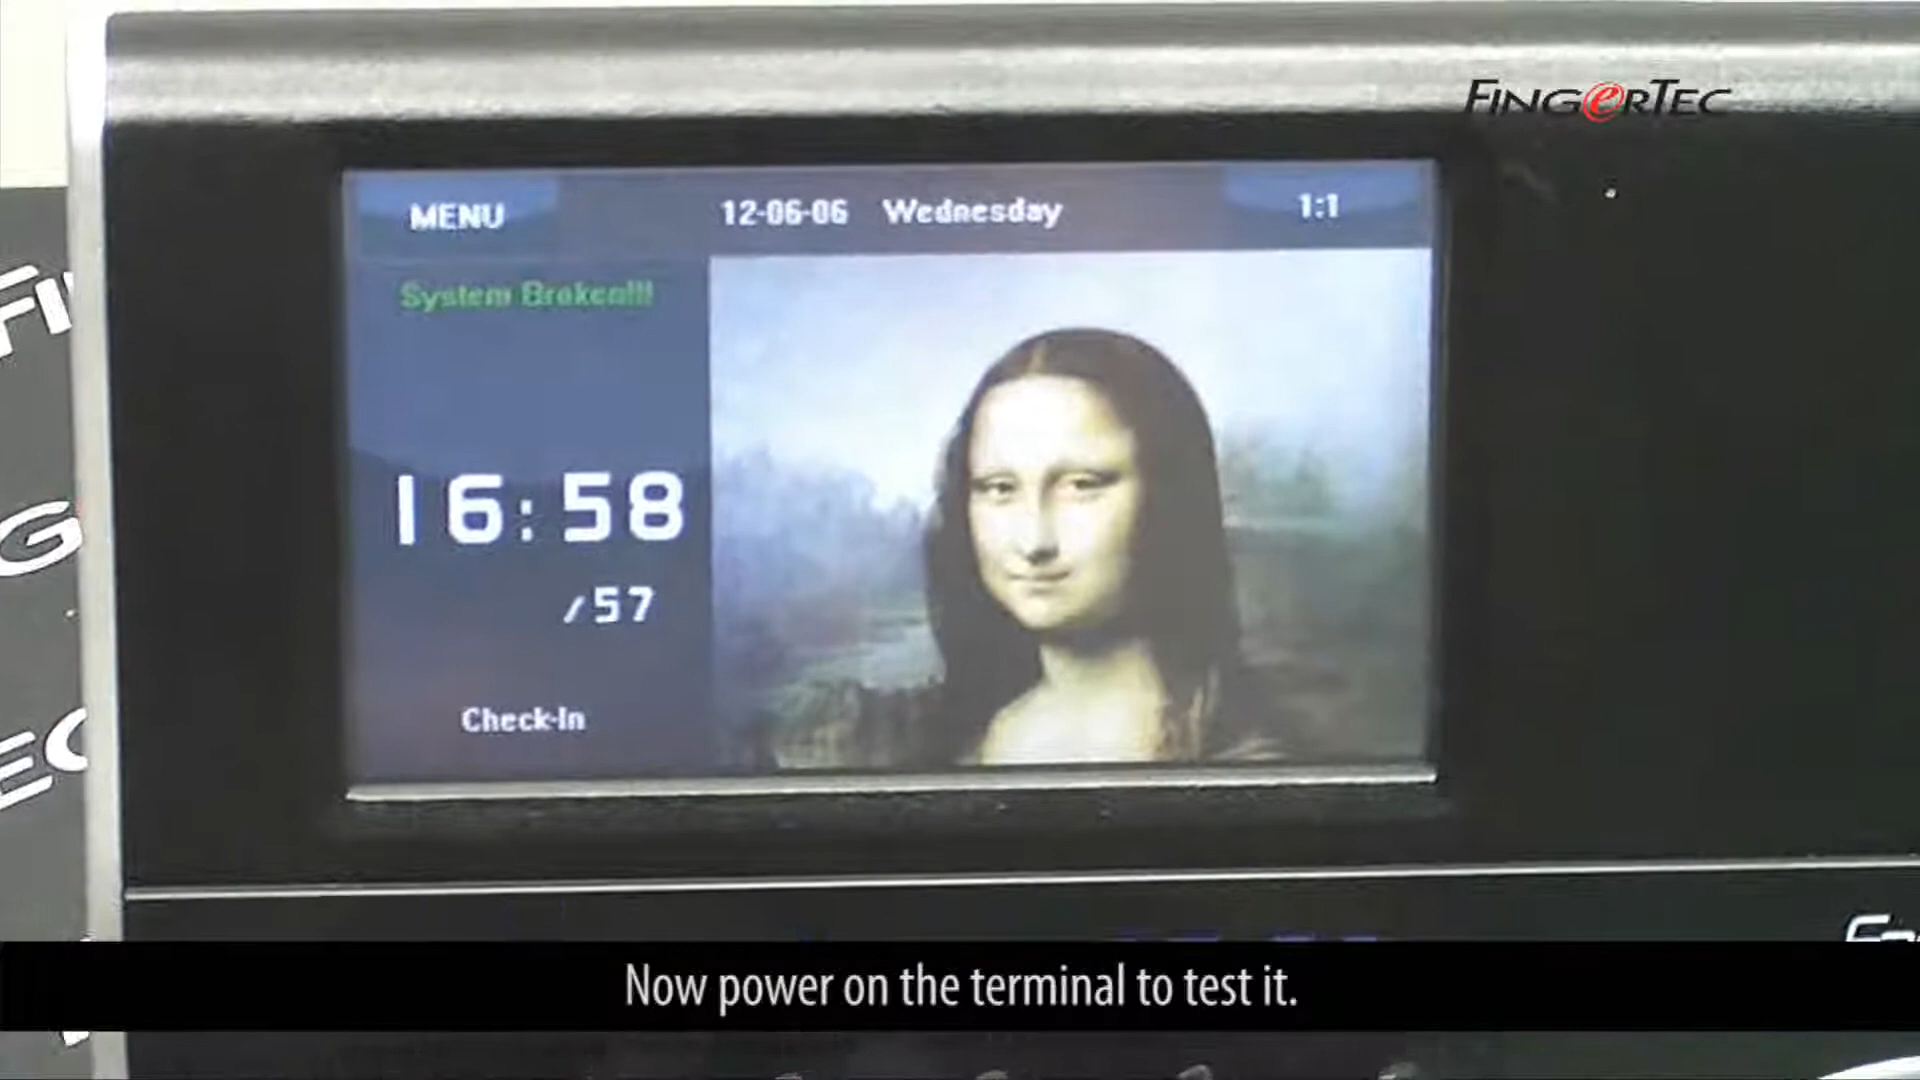 FINGERTEC
MENU 12-06-06 Wednesday 1:1
System Broken!!!
16:58
/57
Check-In
Now power on the terminal to test it.